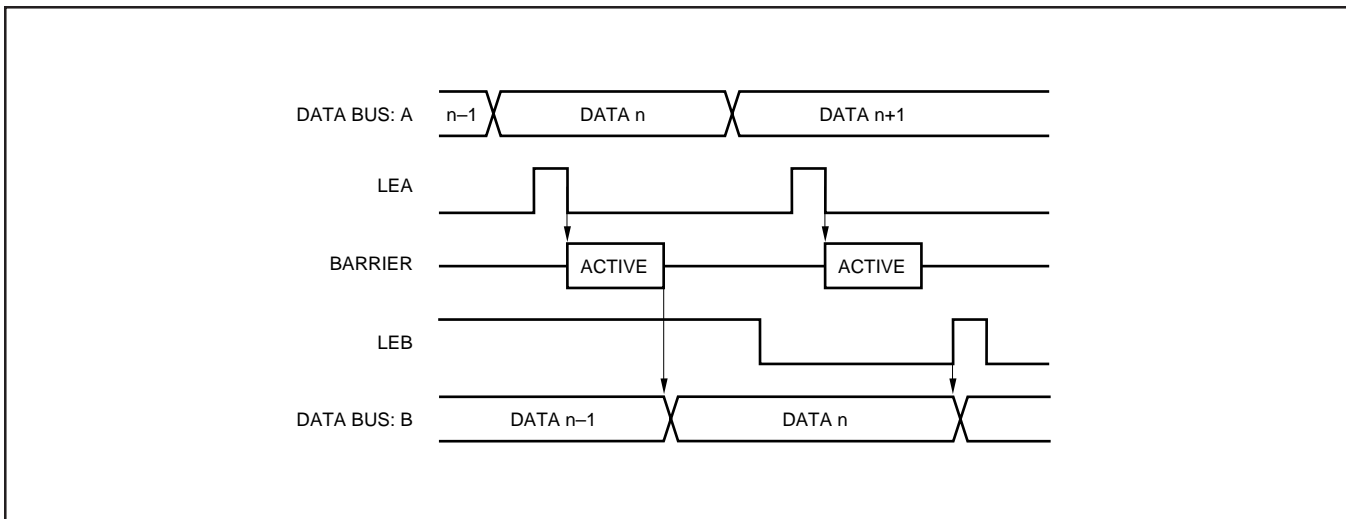 DATA BUS: A n–1 DATA n DATA n+1
LEA
BARRIER ACTIVE ACTIVE
LEB
DATA BUS: B DATA n–1 DATA n